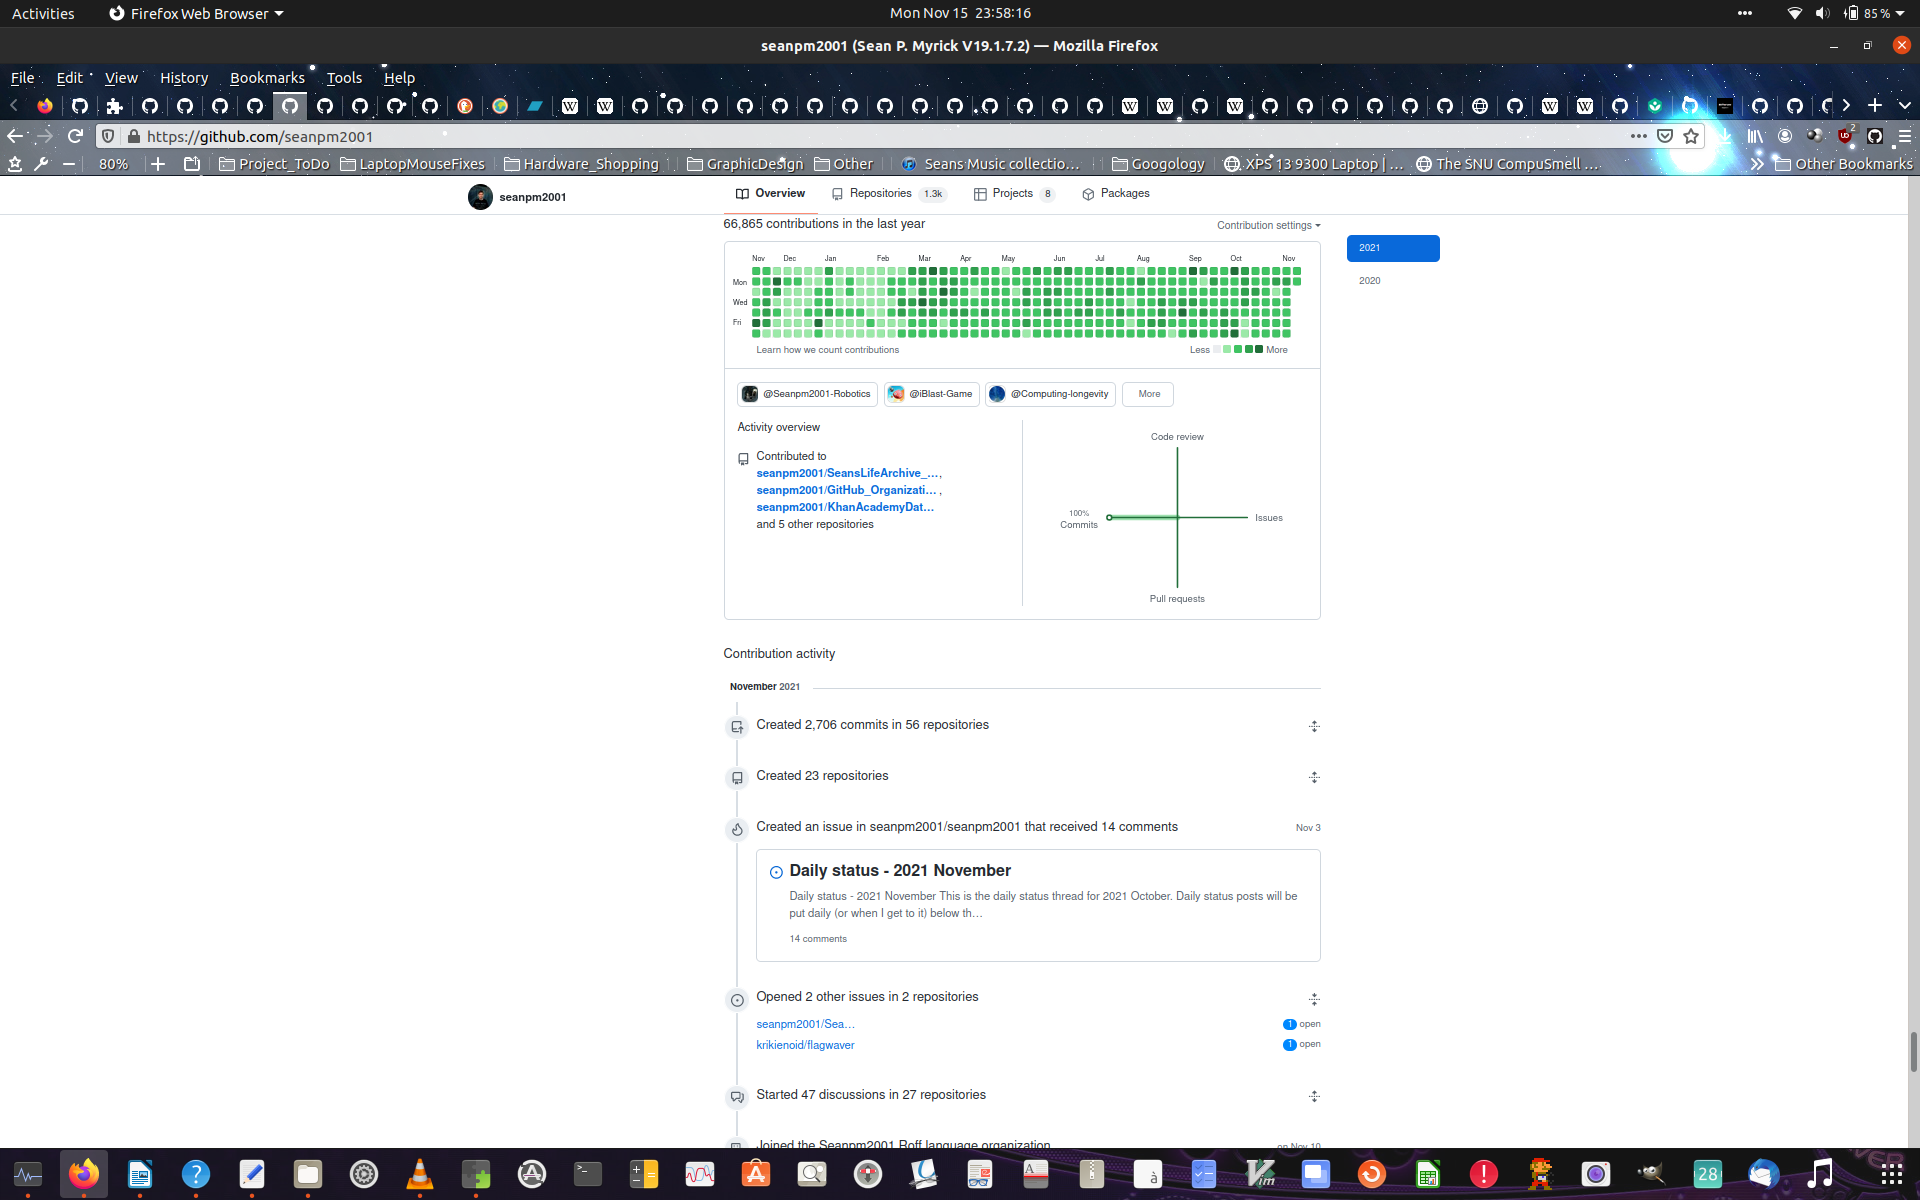 Activities
Firefox Web Browser
Mon Nov 15 23:58:16
85 %
seanpm2001 (Sean P. Myrick V19.1.7.2) — Mozilla Firefox
File Edit View History Bookmarks Tools Help
https://github.com/seanpm2001
2
80%
Project_ToDo
LaptopMouseFixes
Hardware_Shopping
GraphicDesign
Other
Seans Music collectio…
Googology
XPS 13 9300 Laptop | …
The SNU CompuSmell …
Other Bookmarks
seanpm2001
Overview
Repositories 1.3k
Projects 8
Packages
66,865 contributions in the last year
Contribution settings
2021
2020
Nov Dec Jan Feb Mar Apr May Jun Jul Aug Sep Oct Nov
Mon
Wed
Fri
Learn how we count contributions
Less More
@Seanpm2001-Robotics
@iBlast-Game
@Computing-longevity
More
Activity overview
Contributed to
seanpm2001/SeansLifeArchive_…,
seanpm2001/GitHub_Organizati… ,
seanpm2001/KhanAcademyDat…
and 5 other repositories
Code review
100%
Commits
Issues
Pull requests
Contribution activity
November 2021
Created 2,706 commits in 56 repositories
Created 23 repositories
Created an issue in seanpm2001/seanpm2001 that received 14 comments
Nov 3
Daily status - 2021 November
Daily status - 2021 November This is the daily status thread for 2021 October. Daily status posts will be
put daily (or when I get to it) below th…
14 comments
Opened 2 other issues in 2 repositories
seanpm2001/Sea…
1 open
krikienoid/flagwaver
1 open
Started 47 discussions in 27 repositories
Joined the Seanpm2001 Roff language organization
on Nov 10
28